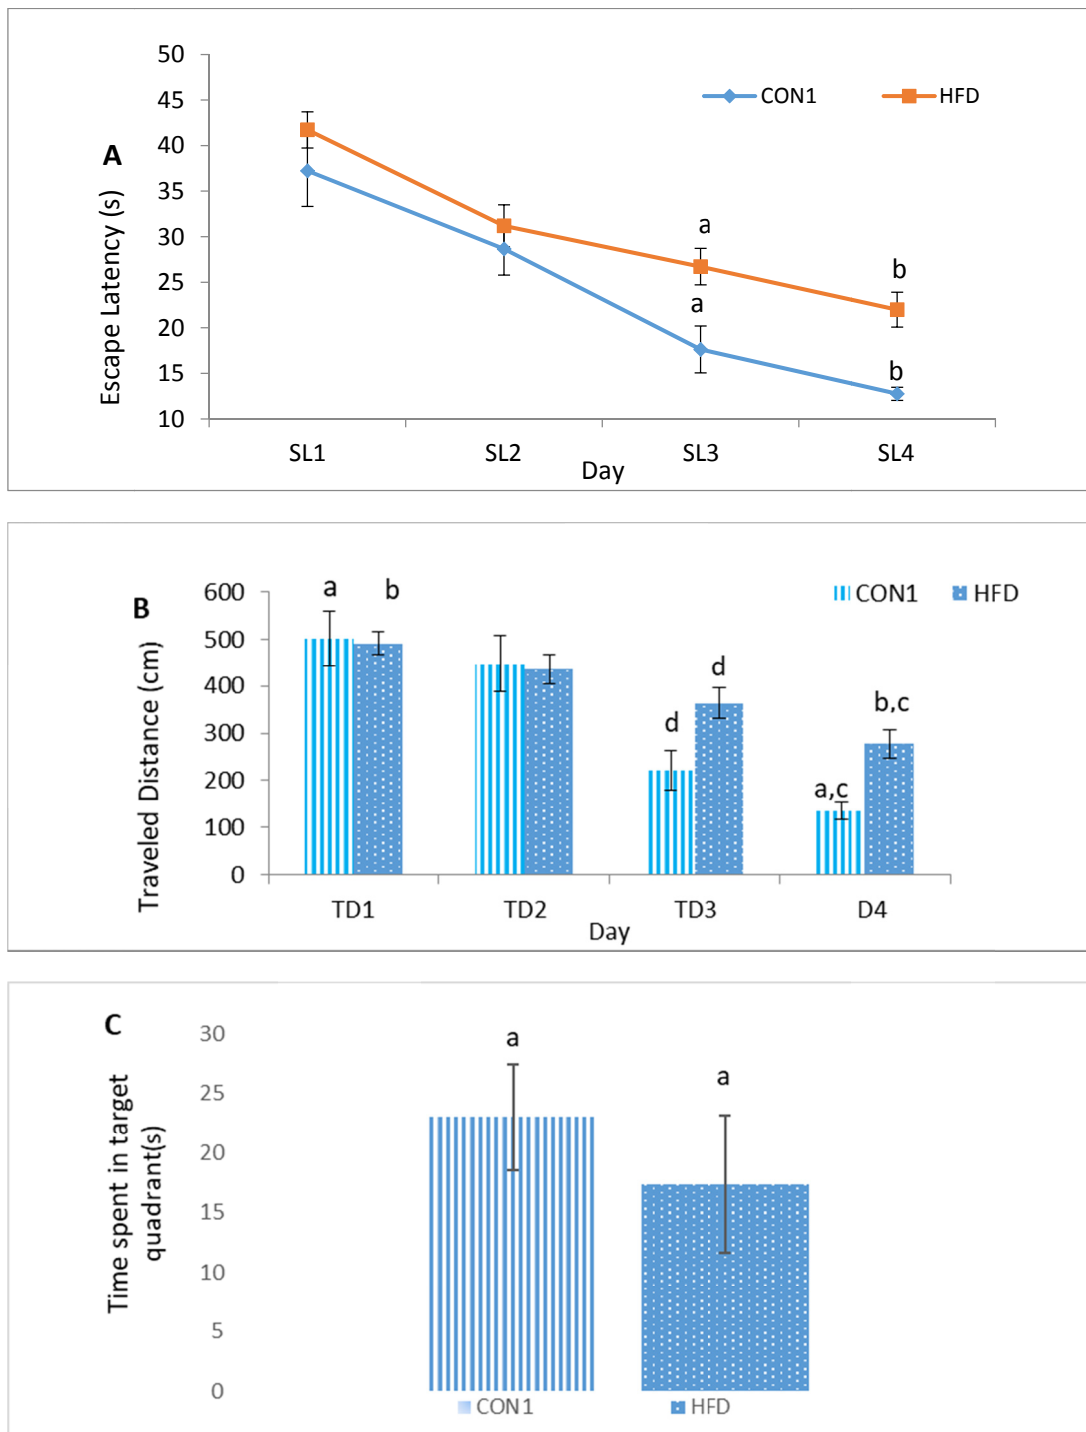 50
45
40
35
30
25
20
15
10
A
Escape Latency (s)
CON1 HFD
a
a
b
b
SL1 SL2 SL3 SL4
Day
B
600
500
400
300
200
100
0
Traveled Distance (cm)
CON1 HFD
a b
d
d
b,c
a,c
TD1 TD2 TD3 D4
Day
C
30
25
20
15
10
5
0
Time spent in target
quadrant(s)
a
a
CON1 HFD